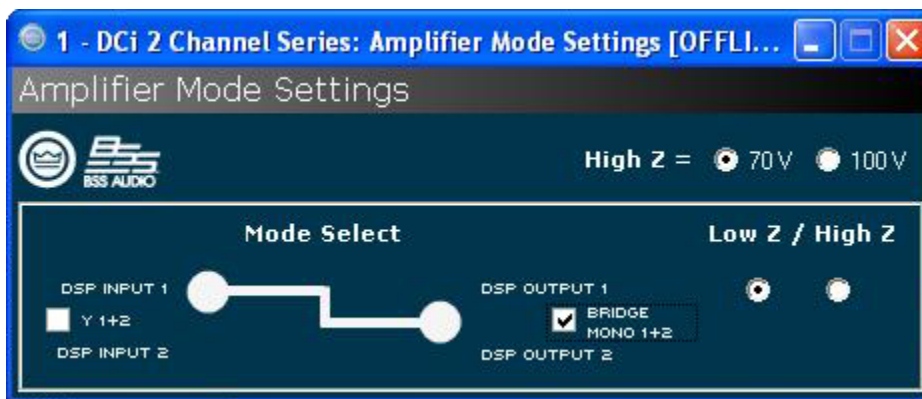 1 - DCi 2 Channel Series: Amplifier Mode Settings [OFFLI...
Amplifier Mode Settings
BSS AUDIO
High Z = 70V 100V
Mode Select
Low Z / High Z
DSP INPUT 1
Y 1+2
DSP INPUT 2
DSP OUTPUT 1
BRIDGE
MONO 1+2
DSP OUTPUT 2